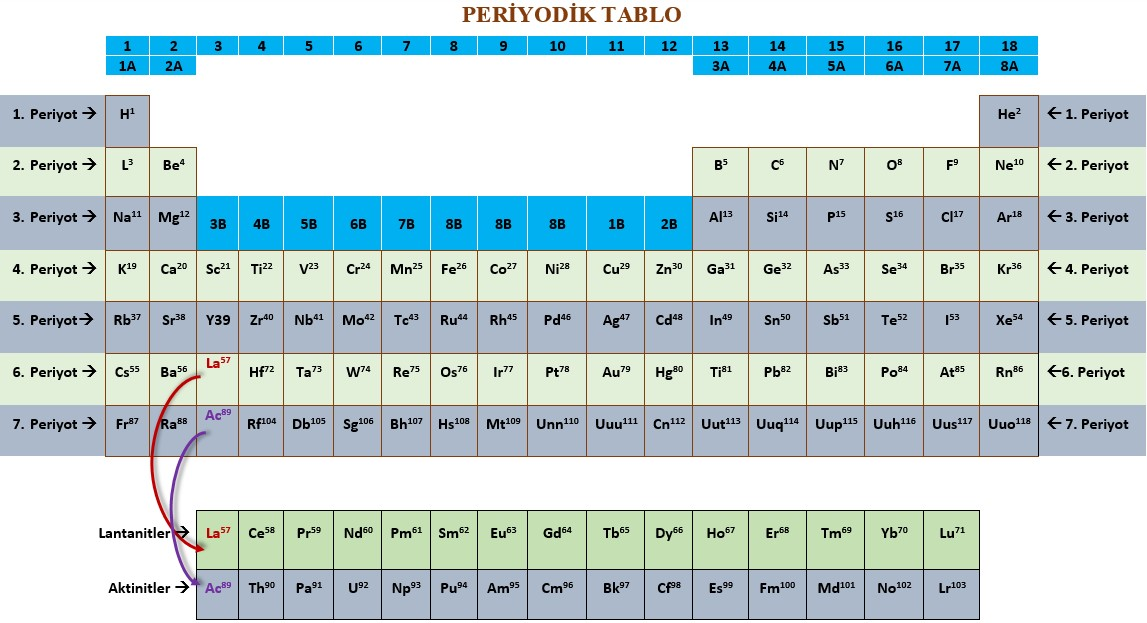 PERİYODİK TABLO
1 2 3 4 5 6 7 8 9 10 11 12 13 14 15 16 17 18
1A 2A 3A 4A 5A 6A 7A 8A
1. Periyot → H¹ He² ← 1. Periyot
2. Periyot → L³ Be⁴ B⁵ C⁶ N⁷ O⁸ F⁹ Ne¹⁰ ← 2. Periyot
3. Periyot → Na¹¹ Mg¹² 3B 4B 5B 6B 7B 8B 8B 8B 1B 2B Al¹³ Si¹⁴ P¹⁵ S¹⁶ Cl¹⁷ Ar¹⁸ ← 3. Periyot
4. Periyot → K¹⁹ Ca²⁰ Sc²¹ Ti²² V²³ Cr²⁴ Mn²⁵ Fe²⁶ Co²⁷ Ni²⁸ Cu²⁹ Zn³⁰ Ga³¹ Ge³² As³³ Se³⁴ Br³⁵ Kr³⁶ ← 4. Periyot
5. Periyot→ Rb³⁷ Sr³⁸ Y39 Zr⁴⁰ Nb⁴¹ Mo⁴² Tc⁴³ Ru⁴⁴ Rh⁴⁵ Pd⁴⁶ Ag⁴⁷ Cd⁴⁸ In⁴⁹ Sn⁵⁰ Sb⁵¹ Te⁵² I⁵³ Xe⁵⁴ ← 5. Periyot
6. Periyot → Cs⁵⁵ Ba⁵⁶ La⁵⁷ Hf⁷² Ta⁷³ W⁷⁴ Re⁷⁵ Os⁷⁶ Ir⁷⁷ Pt⁷⁸ Au⁷⁹ Hg⁸⁰ Ti⁸¹ Pb⁸² Bi⁸³ Po⁸⁴ At⁸⁵ Rn⁸⁶ ←6. Periyot
7. Periyot → Fr⁸⁷ Ra⁸⁸ Ac⁸⁹ Rf¹⁰⁴ Db¹⁰⁵ Sg¹⁰⁶ Bh¹⁰⁷ Hs¹⁰⁸ Mt¹⁰⁹ Unn¹¹⁰ Uuu¹¹¹ Cn¹¹² Uut¹¹³ Uuq¹¹⁴ Uup¹¹⁵ Uuh¹¹⁶ Uus¹¹⁷ Uuo¹¹⁸ ← 7. Periyot
Lantanitler → La⁵⁷ Ce⁵⁸ Pr⁵⁹ Nd⁶⁰ Pm⁶¹ Sm⁶² Eu⁶³ Gd⁶⁴ Tb⁶⁵ Dy⁶⁶ Ho⁶⁷ Er⁶⁸ Tm⁶⁹ Yb⁷⁰ Lu⁷¹
Aktinitler → Ac⁸⁹ Th⁹⁰ Pa⁹¹ U⁹² Np⁹³ Pu⁹⁴ Am⁹⁵ Cm⁹⁶ Bk⁹⁷ Cf⁹⁸ Es⁹⁹ Fm¹⁰⁰ Md¹⁰¹ No¹⁰² Lr¹⁰³